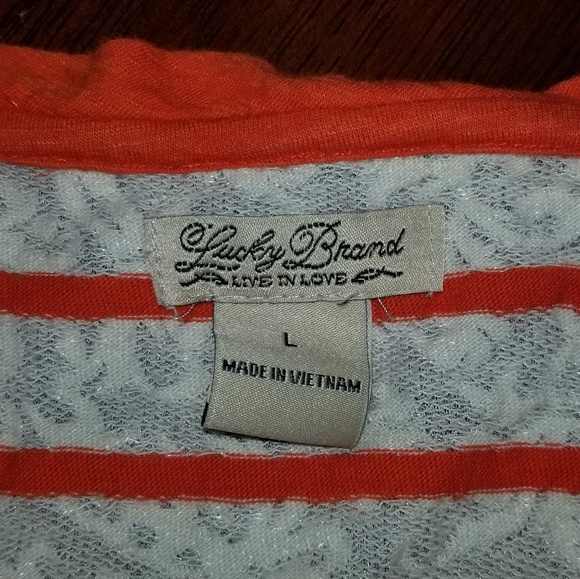 Lucky Brand
LIVE IN LOVE
L
MADE IN VIETNAM